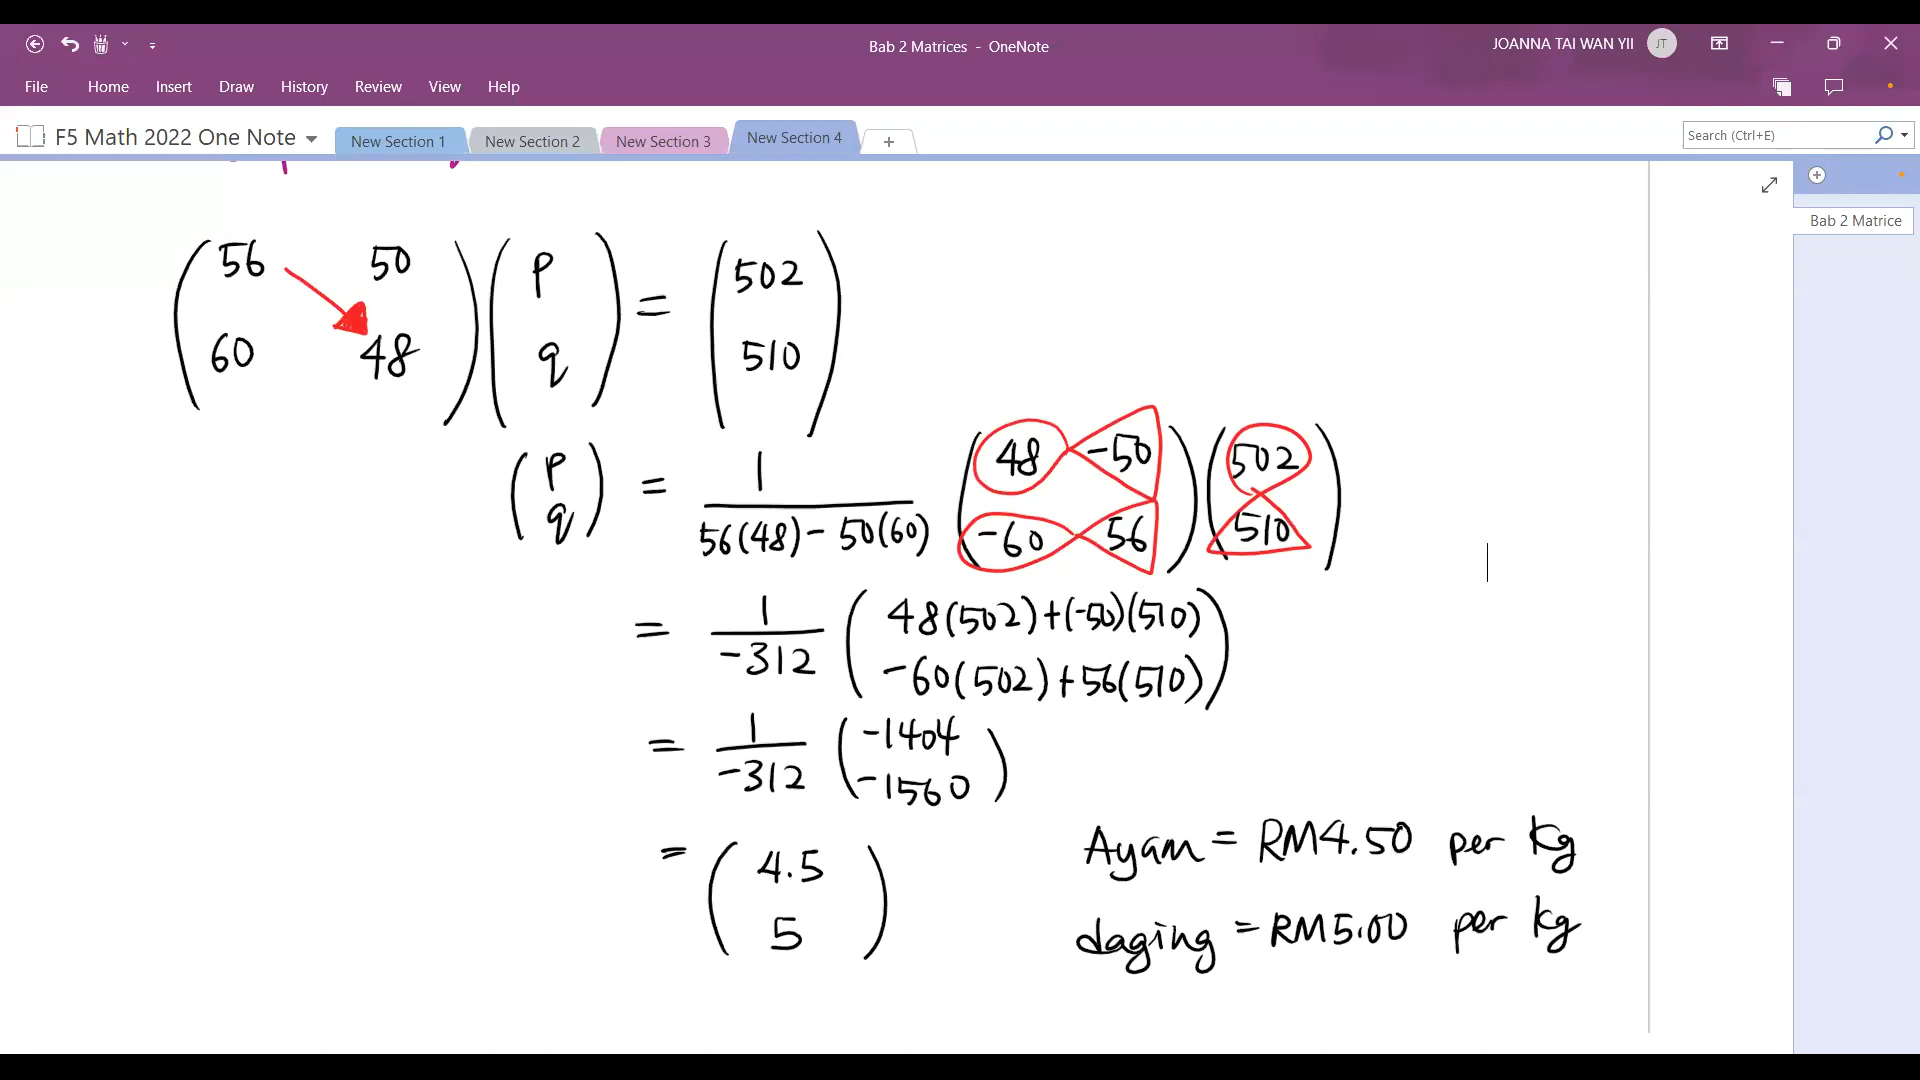 Bab 2 Matrices - OneNote
JOANNA TAI WAN YII
JT
File Home Insert Draw History Review View Help
F5 Math 2022 One Note
New Section 1
New Section 2
New Section 3
New Section 4
+
Search (Ctrl+E)
Bab 2 Matrice
( 56 50 ) ( p ) = ( 502 )
( 60 48 ) ( q ) ( 510 )
( p ) = 1 ( 48 -50 ) ( 502 )
( q ) 56(48) - 50(60) ( -60 56 ) ( 510 )
= 1 ( 48(502)+(-50)(510) )
-312 ( -60(502)+56(510) )
= 1 ( -1404 )
-312 ( -1560 )
= ( 4.5 )
( 5 )
Ayam = RM4.50 per kg
daging = RM5.00 per kg